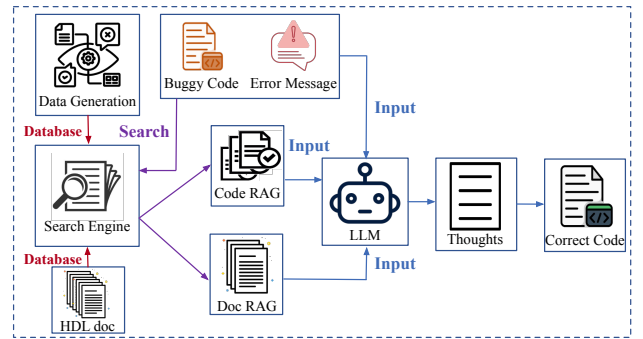 Data Generation
Buggy Code
Error Message
Database
Search
Input
Input
Search Engine
Code RAG
LLM
Thoughts
Correct Code
Database
Input
HDL doc
Doc RAG